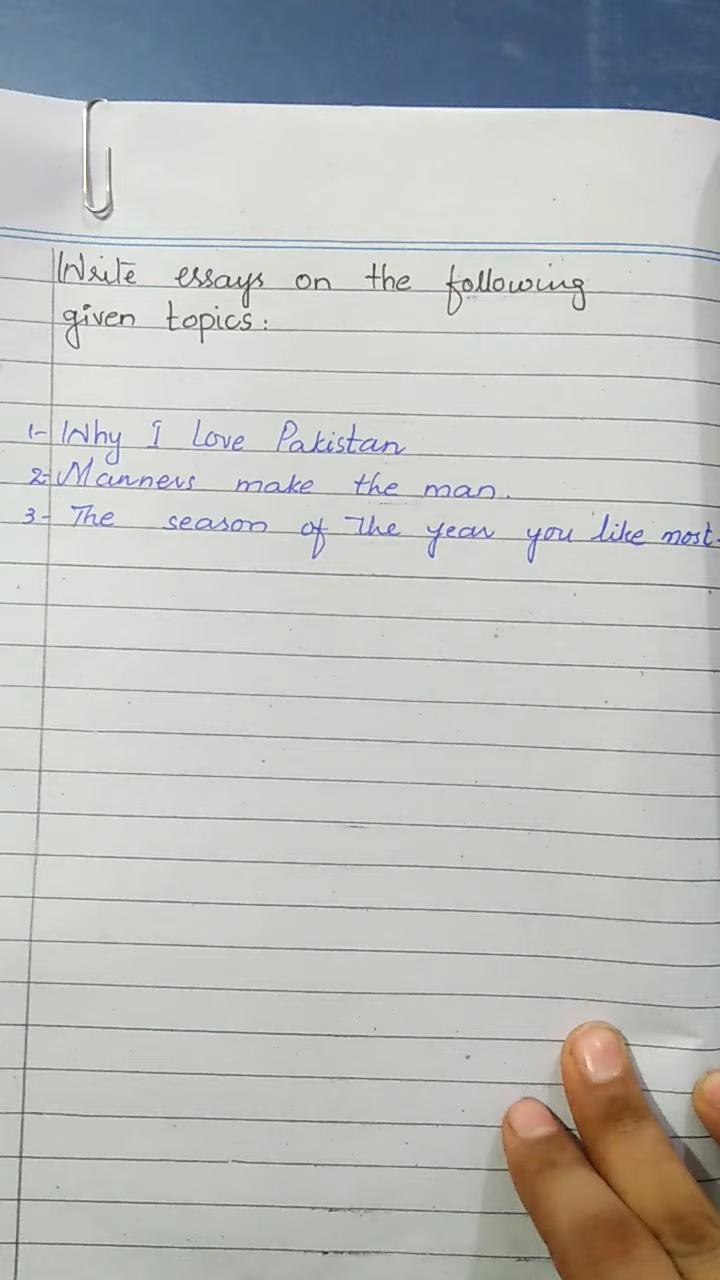 Write essays on the following
given topics:
1- Why I Love Pakistan
2- Manners make the man.
3- The season of the year you like most.